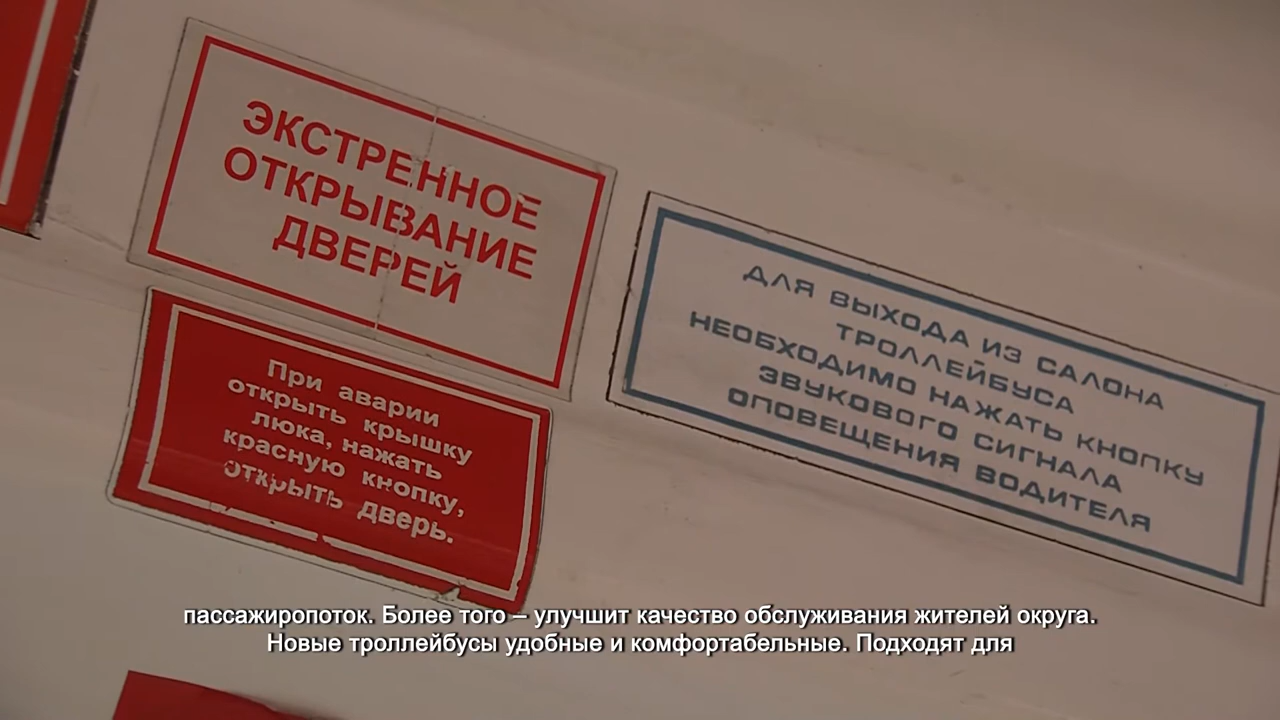 ЭКСТРЕННОЕ
ОТКРЫВАНИЕ
ДВЕРЕЙ
При аварии
открыть крышку
люка, нажать
красную кнопку,
открыть дверь.
ДЛЯ ВЫХОДА ИЗ САЛОНА
ТРОЛЛЕЙБУСА
НЕОБХОДИМО НАЖАТЬ КНОПКУ
ЗВУКОВОГО СИГНАЛА
ОПОВЕЩЕНИЯ ВОДИТЕЛЯ
пассажиропоток. Более того – улучшит качество обслуживания жителей округа.
Новые троллейбусы удобные и комфортабельные. Подходят для